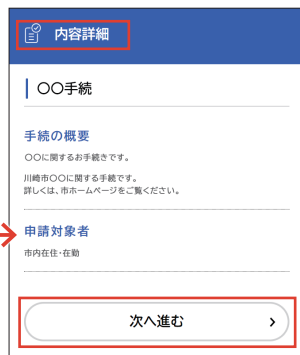 内容詳細
〇〇手続
手続の概要
〇〇に関するお手続きです。
川崎市〇〇に関する手続です。
詳しくは、市ホームページをご覧ください。
申請対象者
市内在住・在勤
次へ進む